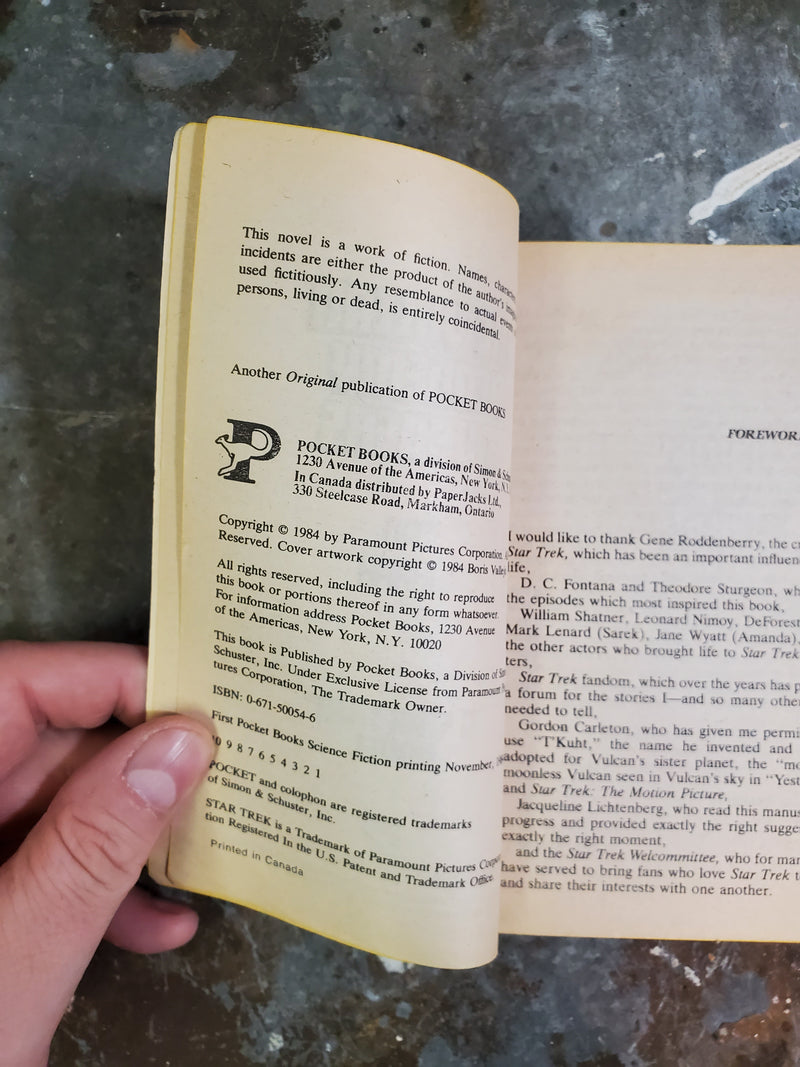 This novel is a work of fiction. Names,
incidents are either the product of the author's
used fictitiously. Any resemblance to actual
persons, living or dead, is entirely coincidental.
Another Original publication of POCKET BOOKS
P
POCKET BOOKS, a division of Simon &
1230 Avenue of the Americas, New York,
In Canada distributed by PaperJacks Ltd.,
330 Steelcase Road, Markham, Ontario
Copyright © 1984 by Paramount Pictures Corporation.
Reserved. Cover artwork copyright © 1984 Boris
All rights reserved, including the right to reproduce
this book or portions thereof in any form whatsoever.
For information address Pocket Books, 1230 Avenue
of the Americas, New York, N.Y. 10020
This book is Published by Pocket Books, a Division of
Schuster, Inc. Under Exclusive License from Paramount
tures Corporation, The Trademark Owner.
ISBN: 0-671-50054-6
First Pocket Books Science Fiction printing November,
9 8 7 6 5 4 3 2 1
POCKET and colophon are registered trademarks
of Simon & Schuster, Inc.
STAR TREK is a Trademark of Paramount Pictures
tion Registered In the U.S. Patent and Trademark Office.
Printed in Canada
I would like to thank Gene Roddenberry, the
Star Trek, which has been an important
life,
D. C. Fontana and Theodore Sturgeon,
the episodes which most inspired this book,
William Shatner, Leonard Nimoy,
Mark Lenard (Sarek), Jane Wyatt (Amanda),
the other actors who brought life to Star Trek
ters,
Star Trek fandom, which over the years has
a forum for the stories I—and so many
needed to tell,
Gordon Carleton, who has given me
use "T'Kuht," the name he invented and
adopted for Vulcan's sister planet, the
moonless Vulcan seen in Vulcan's sky in
and Star Trek: The Motion Picture,
Jacqueline Lichtenberg, who read this
progress and provided exactly the right
exactly the right moment,
and the Star Trek Welcommittee, who for
have served to bring fans who love Star Trek
and share their interests with one another.